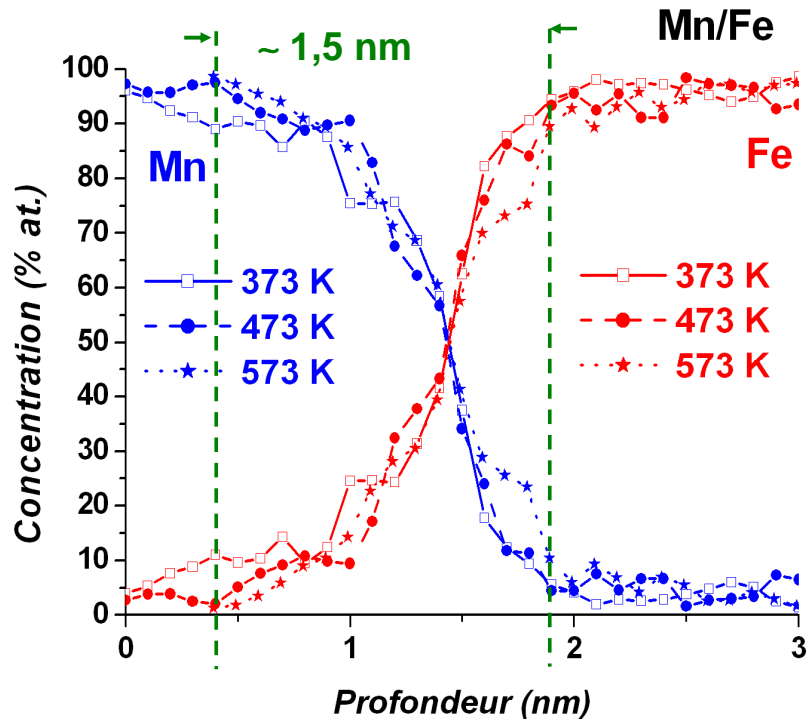 Mn/Fe
~ 1,5 nm
100
90
80
70
60
50
40
30
20
10
0
Concentration (% at.)
Mn
Fe
373 K
473 K
573 K
373 K
473 K
573 K
0
1
2
3
Profondeur (nm)